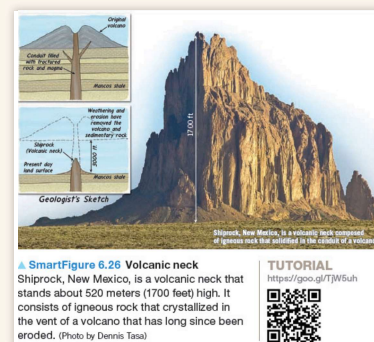 Original
volcano
Conduit filled
with fractured
rock and magma
Mancos shale
Weathering and
erosion have
removed the
volcano and
sedimentary rock
Shiprock
(Volcanic neck)
3000 ft
Present day
land surface
Mancos shale
Geologist's Sketch
1700 ft
Shiprock, New Mexico, is a volcanic neck composed
of igneous rock that solidified in the conduit of a volcano
▲ SmartFigure 6.26 Volcanic neck
Shiprock, New Mexico, is a volcanic neck that
stands about 520 meters (1700 feet) high. It
consists of igneous rock that crystallized in
the vent of a volcano that has long since been
eroded. (Photo by Dennis Tasa)
TUTORIAL
https://goo.gl/TjW5uh